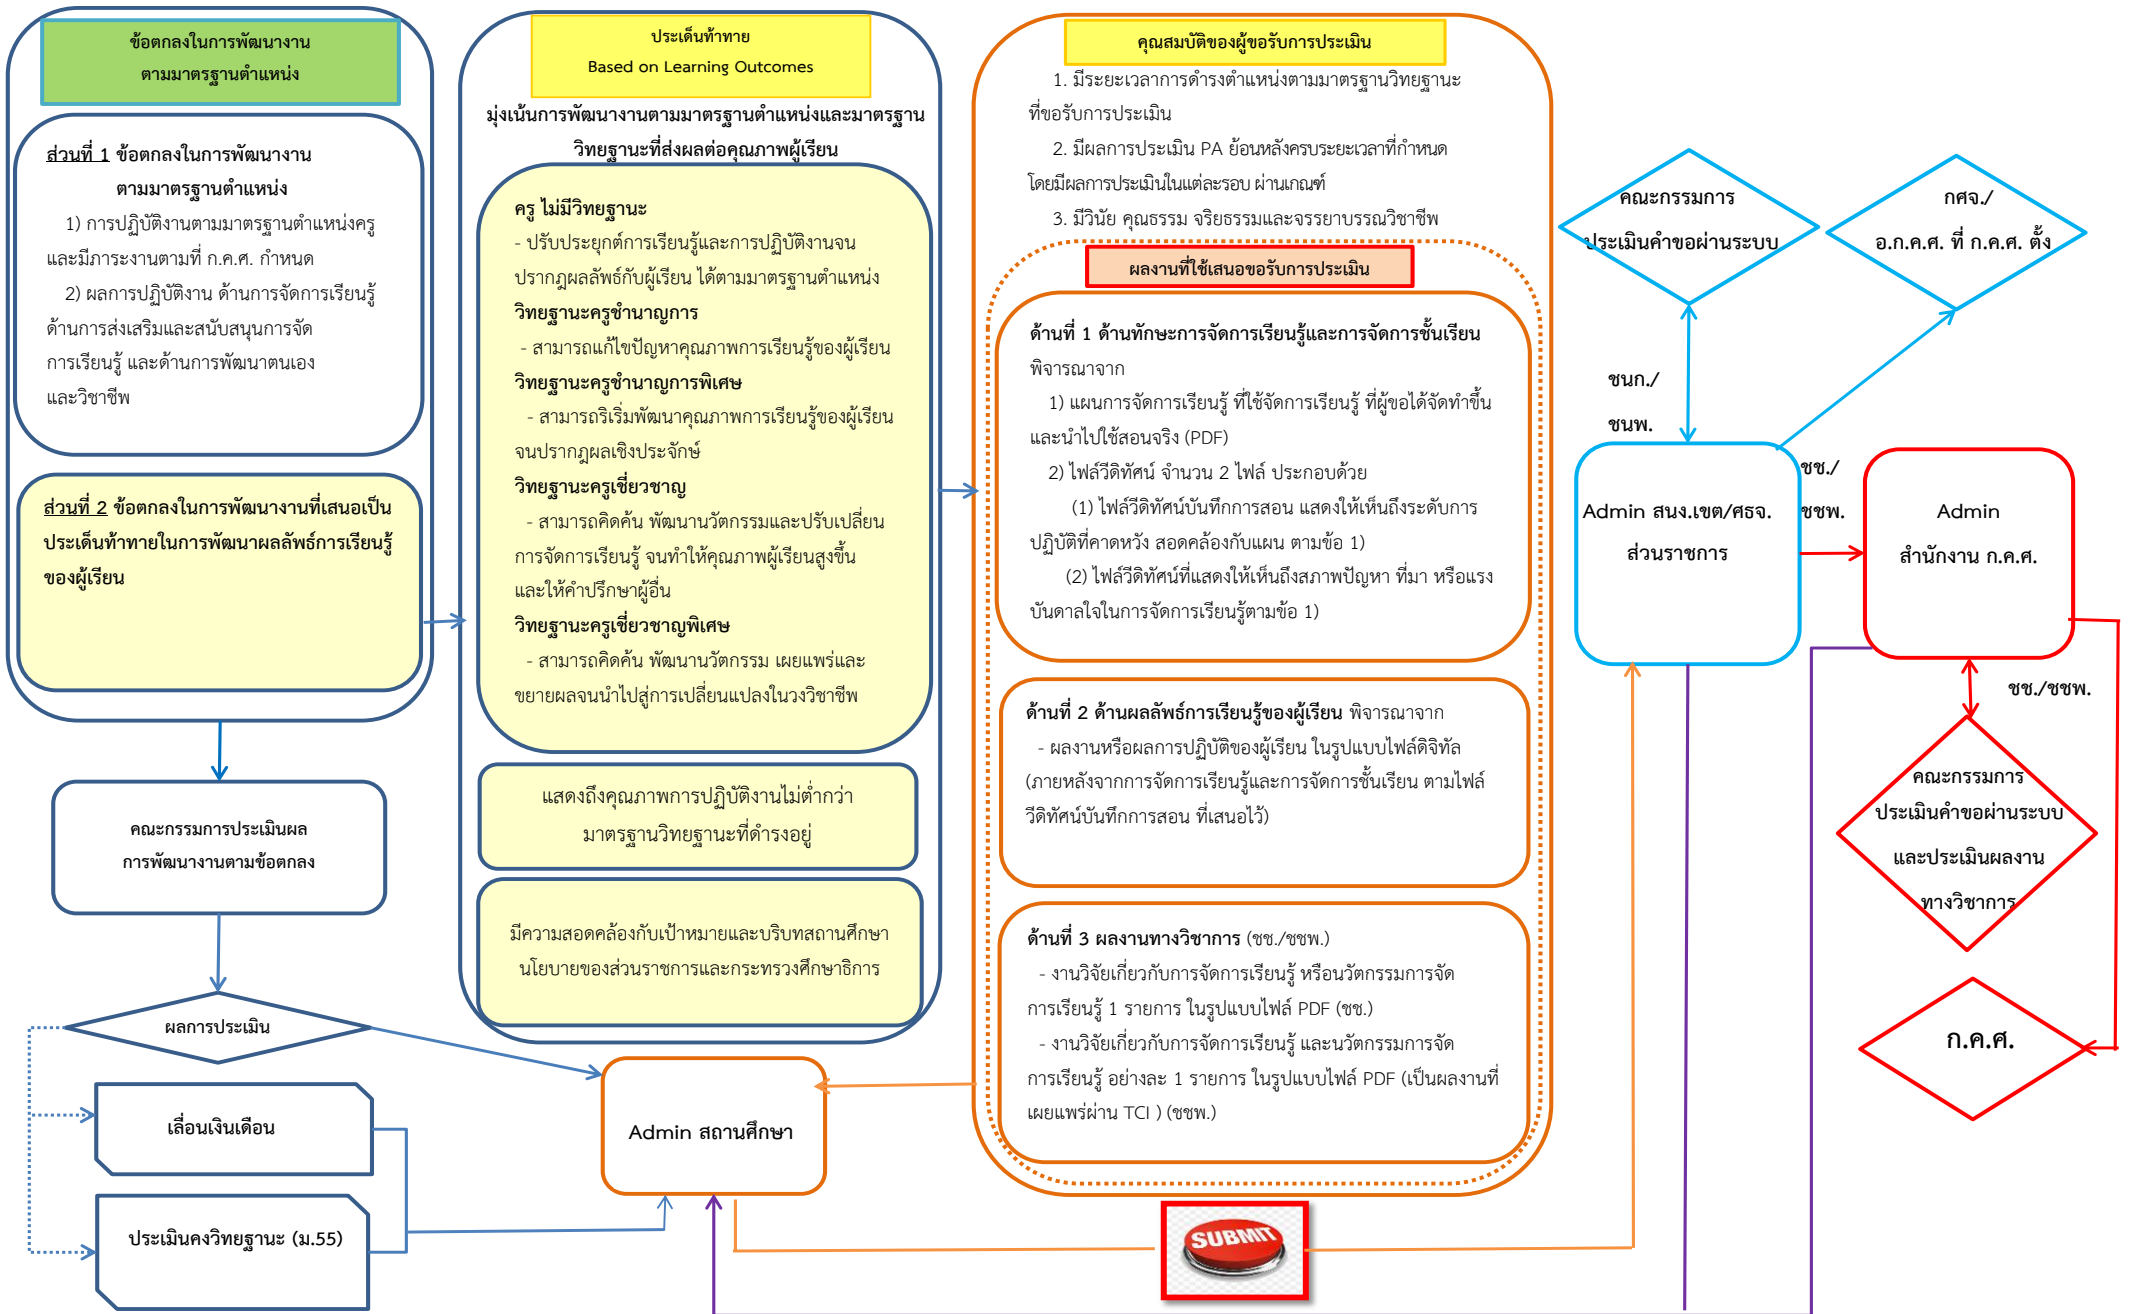 ข้อตกลงในการพัฒนางาน
ตามมาตรฐานตำแหน่ง
ส่วนที่ 1 ข้อตกลงในการพัฒนางาน
ตามมาตรฐานตำแหน่ง
1) การปฏิบัติงานตามมาตรฐานตำแหน่งครู
และมีภาระงานตามที่ ก.ค.ศ. กำหนด
2) ผลการปฏิบัติงาน ด้านการจัดการเรียนรู้
ด้านการส่งเสริมและสนับสนุนการจัด
การเรียนรู้ และด้านการพัฒนาตนเอง
และวิชาชีพ
ส่วนที่ 2 ข้อตกลงในการพัฒนางานที่เสนอเป็น
ประเด็นท้าทายในการพัฒนาผลลัพธ์การเรียนรู้
ของผู้เรียน
คณะกรรมการประเมินผล
การพัฒนางานตามข้อตกลง
ผลการประเมิน
เลื่อนเงินเดือน
ประเมินคงวิทยฐานะ (ม.55)
ประเด็นท้าทาย
Based on Learning Outcomes
มุ่งเน้นการพัฒนางานตามมาตรฐานตำแหน่งและมาตรฐาน
วิทยฐานะที่ส่งผลต่อคุณภาพผู้เรียน
ครู ไม่มีวิทยฐานะ
- ปรับประยุกต์การเรียนรู้และการปฏิบัติงานจน
ปรากฎผลลัพธ์กับผู้เรียน ได้ตามมาตรฐานตำแหน่ง
วิทยฐานะครูชำนาญการ
- สามารถแก้ไขปัญหาคุณภาพการเรียนรู้ของผู้เรียน
วิทยฐานะครูชำนาญการพิเศษ
- สามารถริเริ่มพัฒนาคุณภาพการเรียนรู้ของผู้เรียน
จนปรากฎผลเชิงประจักษ์
วิทยฐานะครูเชี่ยวชาญ
- สามารถคิดค้น พัฒนานวัตกรรมและปรับเปลี่ยน
การจัดการเรียนรู้ จนทำให้คุณภาพผู้เรียนสูงขึ้น
และให้คำปรึกษาผู้อื่น
วิทยฐานะครูเชี่ยวชาญพิเศษ
- สามารถคิดค้น พัฒนานวัตกรรม เผยแพร่และ
ขยายผลจนนำไปสู่การเปลี่ยนแปลงในวงวิชาชีพ
แสดงถึงคุณภาพการปฏิบัติงานไม่ต่ำกว่า
มาตรฐานวิทยฐานะที่ดำรงอยู่
มีความสอดคล้องกับเป้าหมายและบริบทสถานศึกษา
นโยบายของส่วนราชการและกระทรวงศึกษาธิการ
Admin สถานศึกษา
คุณสมบัติของผู้ขอรับการประเมิน
1. มีระยะเวลาการดำรงตำแหน่งตามมาตรฐานวิทยฐานะ
ที่ขอรับการประเมิน
2. มีผลการประเมิน PA ย้อนหลังครบระยะเวลาที่กำหนด
โดยมีผลการประเมินในแต่ละรอบ ผ่านเกณฑ์
3. มีวินัย คุณธรรม จริยธรรมและจรรยาบรรณวิชาชีพ
ผลงานที่ใช้เสนอขอรับการประเมิน
ด้านที่ 1 ด้านทักษะการจัดการเรียนรู้และการจัดการชั้นเรียน
พิจารณาจาก
1) แผนการจัดการเรียนรู้ ที่ใช้จัดการเรียนรู้ ที่ผู้ขอได้จัดทำขึ้น
และนำไปใช้สอนจริง (PDF)
2) ไฟล์วีดิทัศน์ จำนวน 2 ไฟล์ ประกอบด้วย
(1) ไฟล์วีดิทัศน์บันทึกการสอน แสดงให้เห็นถึงระดับการ
ปฏิบัติที่คาดหวัง สอดคล้องกับแผน ตามข้อ 1)
(2) ไฟล์วีดิทัศน์ที่แสดงให้เห็นถึงสภาพปัญหา ที่มา หรือแรง
บันดาลใจในการจัดการเรียนรู้ตามข้อ 1)
ด้านที่ 2 ด้านผลลัพธ์การเรียนรู้ของผู้เรียน พิจารณาจาก
- ผลงานหรือผลการปฏิบัติของผู้เรียน ในรูปแบบไฟล์ดิจิทัล
(ภายหลังจากการจัดการเรียนรู้และการจัดการชั้นเรียน ตามไฟล์
วีดิทัศน์บันทึกการสอน ที่เสนอไว้)
ด้านที่ 3 ผลงานทางวิชาการ (ชช./ชชพ.)
- งานวิจัยเกี่ยวกับการจัดการเรียนรู้ หรือนวัตกรรมการจัด
การเรียนรู้ 1 รายการ ในรูปแบบไฟล์ PDF (ชช.)
- งานวิจัยเกี่ยวกับการจัดการเรียนรู้ และนวัตกรรมการจัด
การเรียนรู้ อย่างละ 1 รายการ ในรูปแบบไฟล์ PDF (เป็นผลงานที่
เผยแพร่ผ่าน TCI ) (ชชพ.)
SUBMIT
คณะกรรมการ
ประเมินคำขอผ่านระบบ
กศจ./
อ.ก.ค.ศ. ที่ ก.ค.ศ. ตั้ง
ชนก./
ชนพ.
Admin สนง.เขต/ศธจ.
ส่วนราชการ
ชช./
ชชพ.
Admin
สำนักงาน ก.ค.ศ.
ชช./ชชพ.
คณะกรรมการ
ประเมินคำขอผ่านระบบ
และประเมินผลงาน
ทางวิชาการ
ก.ค.ศ.